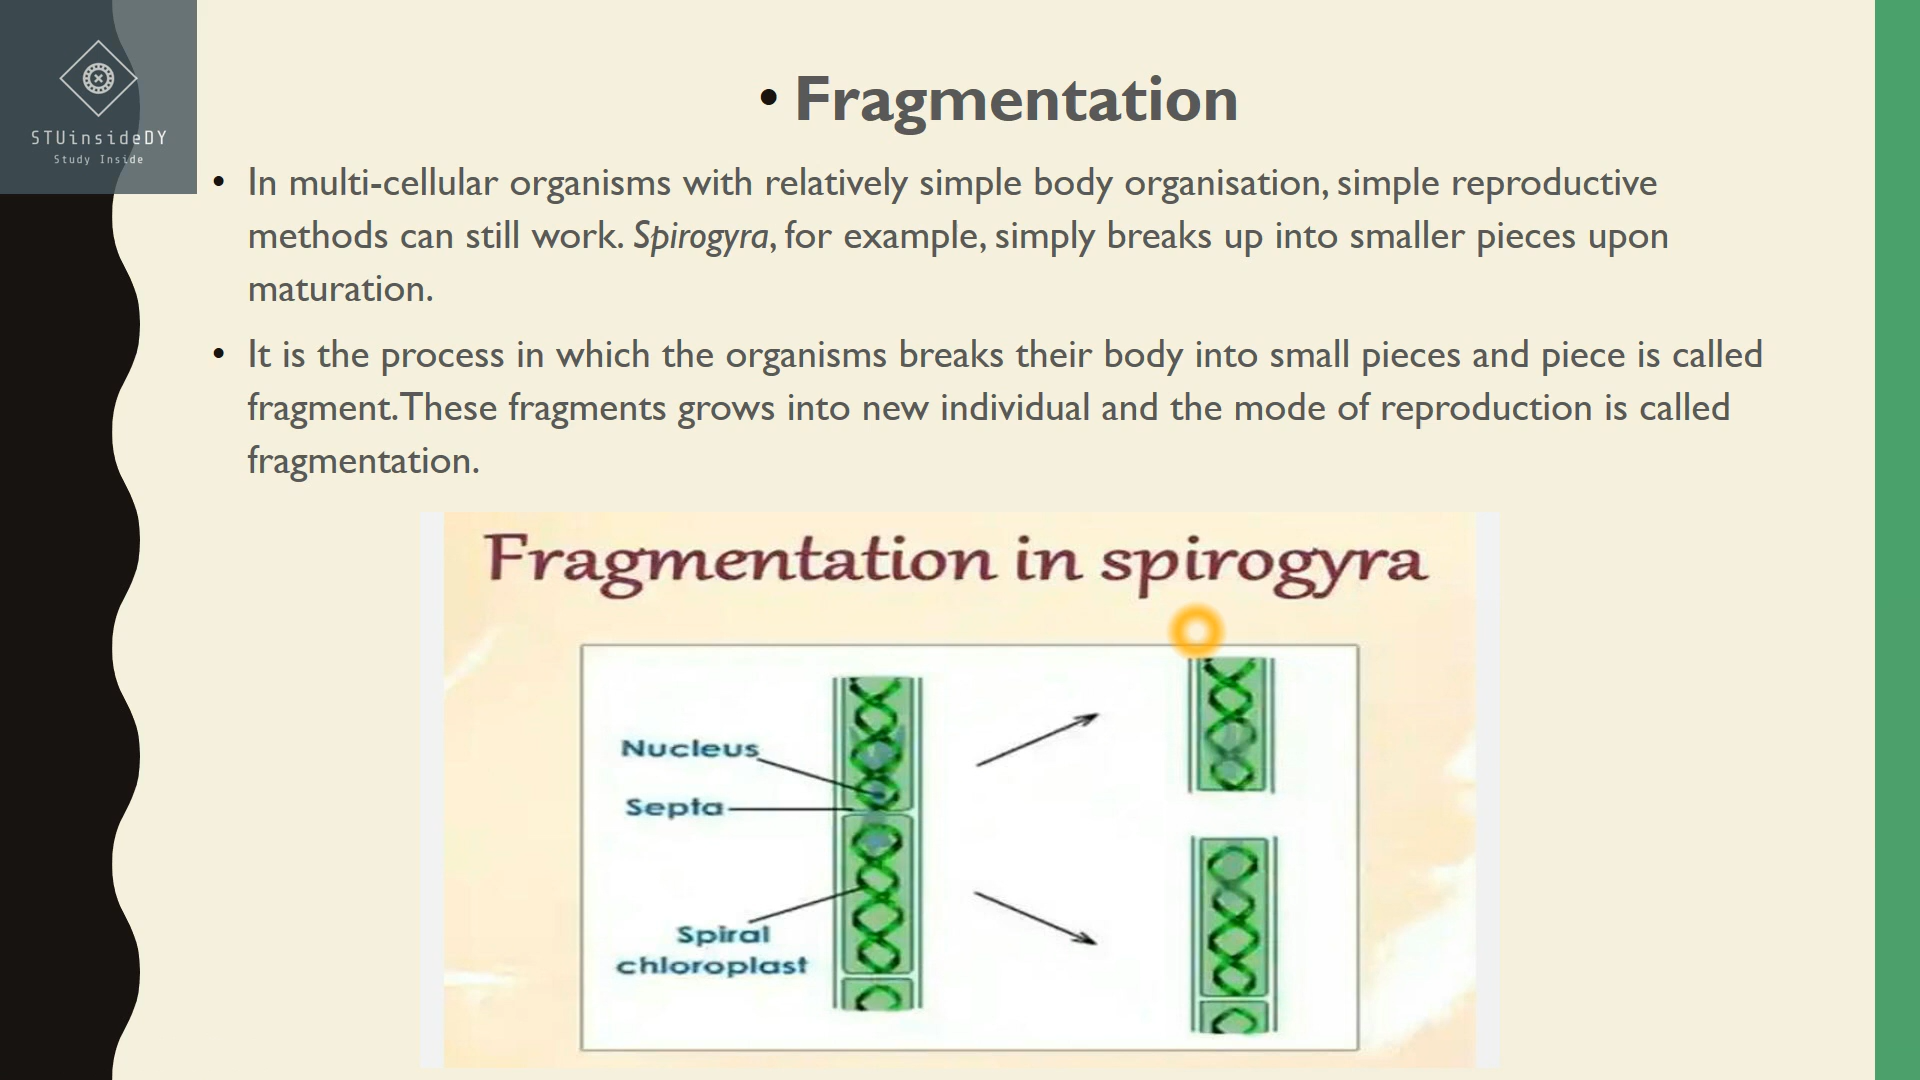 STUinsideDY
Study Inside
• Fragmentation
• In multi-cellular organisms with relatively simple body organisation, simple reproductive
methods can still work. Spirogyra, for example, simply breaks up into smaller pieces upon
maturation.
• It is the process in which the organisms breaks their body into small pieces and piece is called
fragment. These fragments grows into new individual and the mode of reproduction is called
fragmentation.
Fragmentation in spirogyra
Nucleus
Septa
Spiral
chloroplast